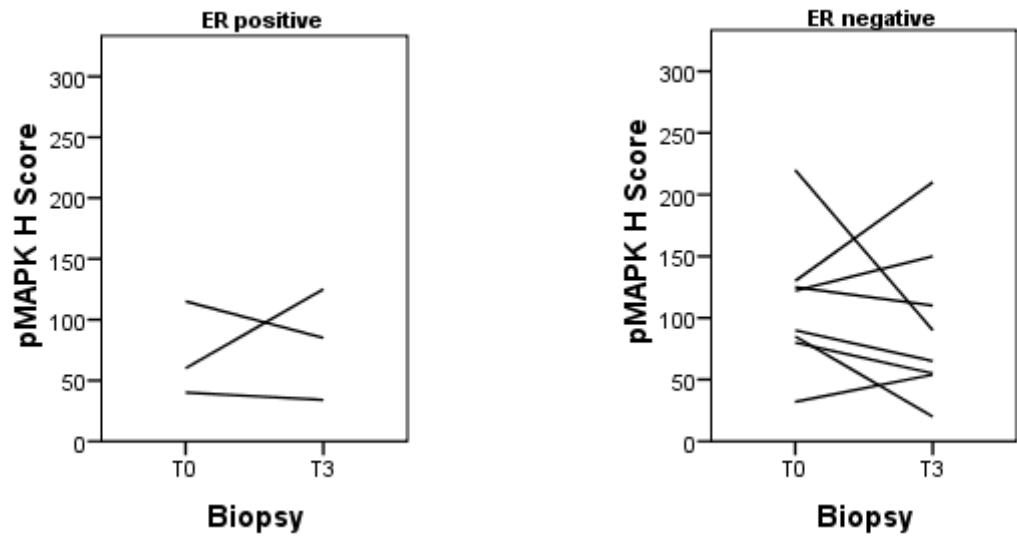 ER positive
pMAPK H Score
300
250
200
150
100
50
0
T0 T3
Biopsy
ER negative
pMAPK H Score
300
250
200
150
100
50
0
T0 T3
Biopsy